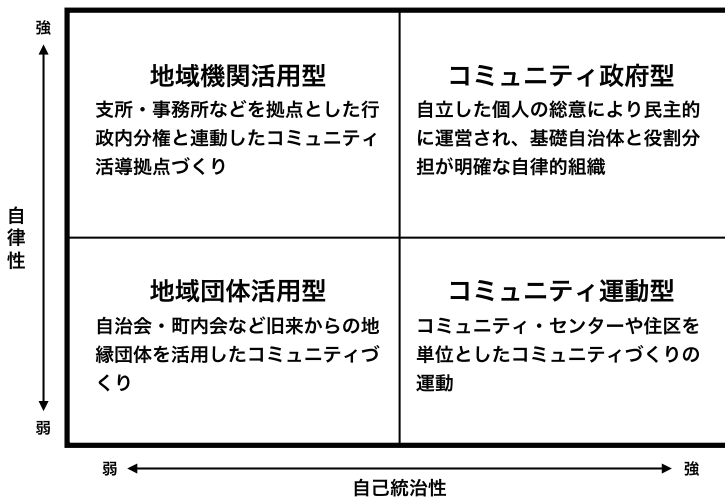 強
地域機関活用型
支所・事務所などを拠点とした行
政内分権と連動したコミュニティ
活導拠点づくり
コミュニティ政府型
自立した個人の総意により民主的
に運営され、基礎自治体と役割分
担が明確な自律的組織
自律性
地域団体活用型
自治会・町内会など旧来からの地
縁団体を活用したコミュニティづ
くり
コミュニティ運動型
コミュニティ・センターや住区を
単位としたコミュニティづくりの
運動
弱
弱
強
自己統治性